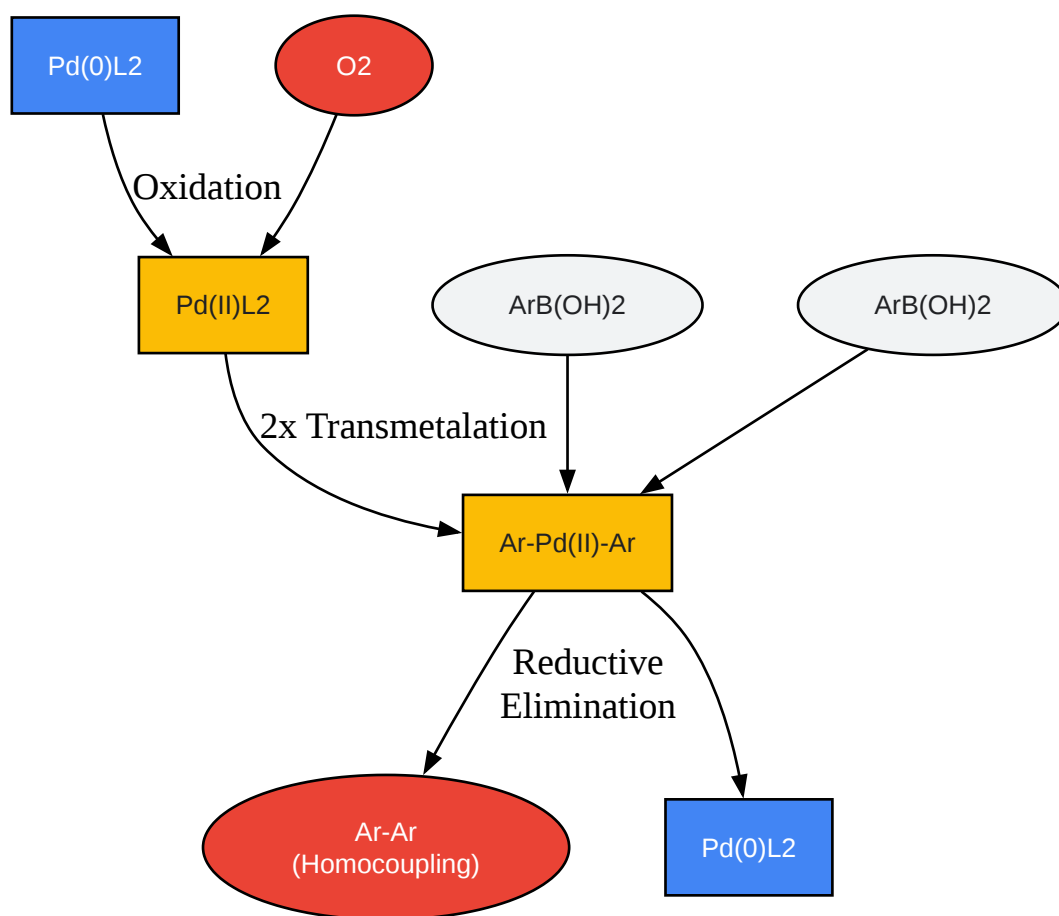 Pd(0)L2
O2
Oxidation
Pd(II)L2
ArB(OH)2
ArB(OH)2
2x Transmetalation
Ar-Pd(II)-Ar
Reductive
Elimination
Ar-Ar
(Homocoupling)
Pd(0)L2